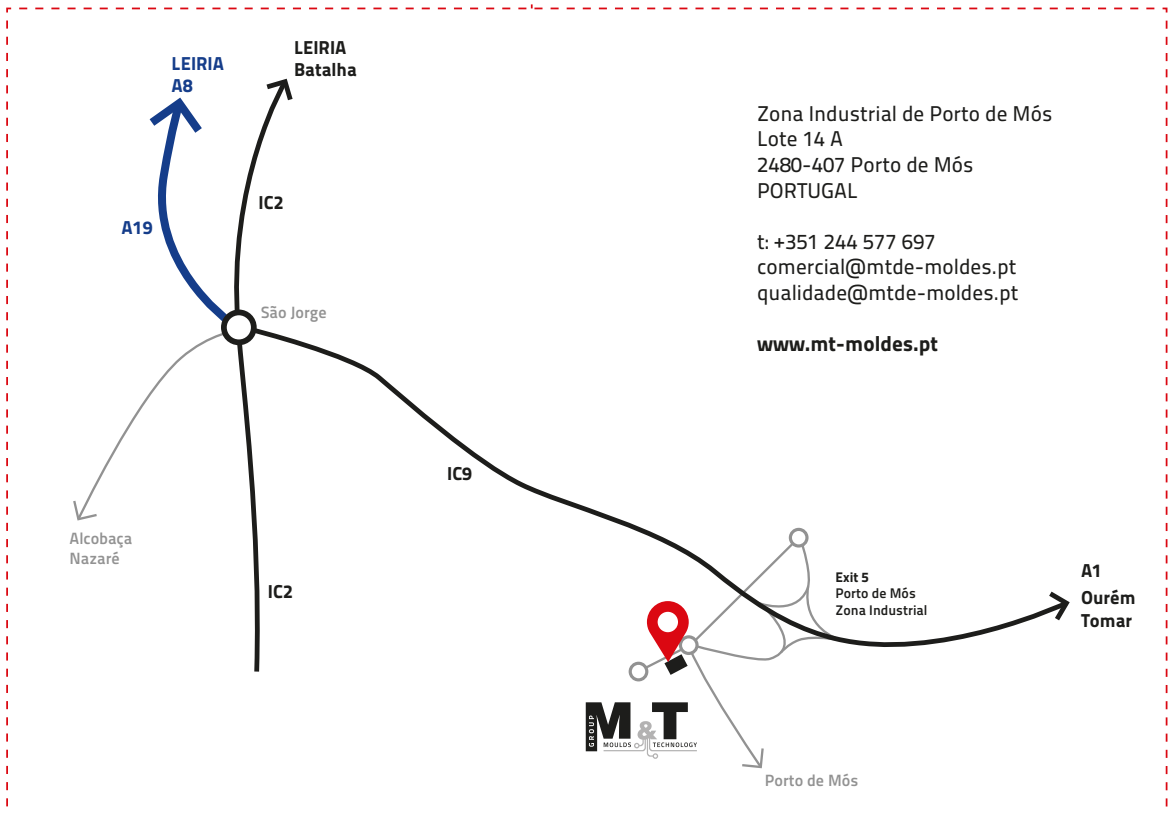 LEIRIA
A8
LEIRIA
Batalha
A19
IC2
São Jorge
Zona Industrial de Porto de Mós
Lote 14 A
2480-407 Porto de Mós
PORTUGAL
t: +351 244 577 697
comercial@mtde-moldes.pt
qualidade@mtde-moldes.pt
www.mt-moldes.pt
IC9
Alcobaça
Nazaré
IC2
Exit 5
Porto de Mós
Zona Industrial
A1
Ourém
Tomar
GROUP
M&T
MOULDS TECHNOLOGY
Porto de Mós